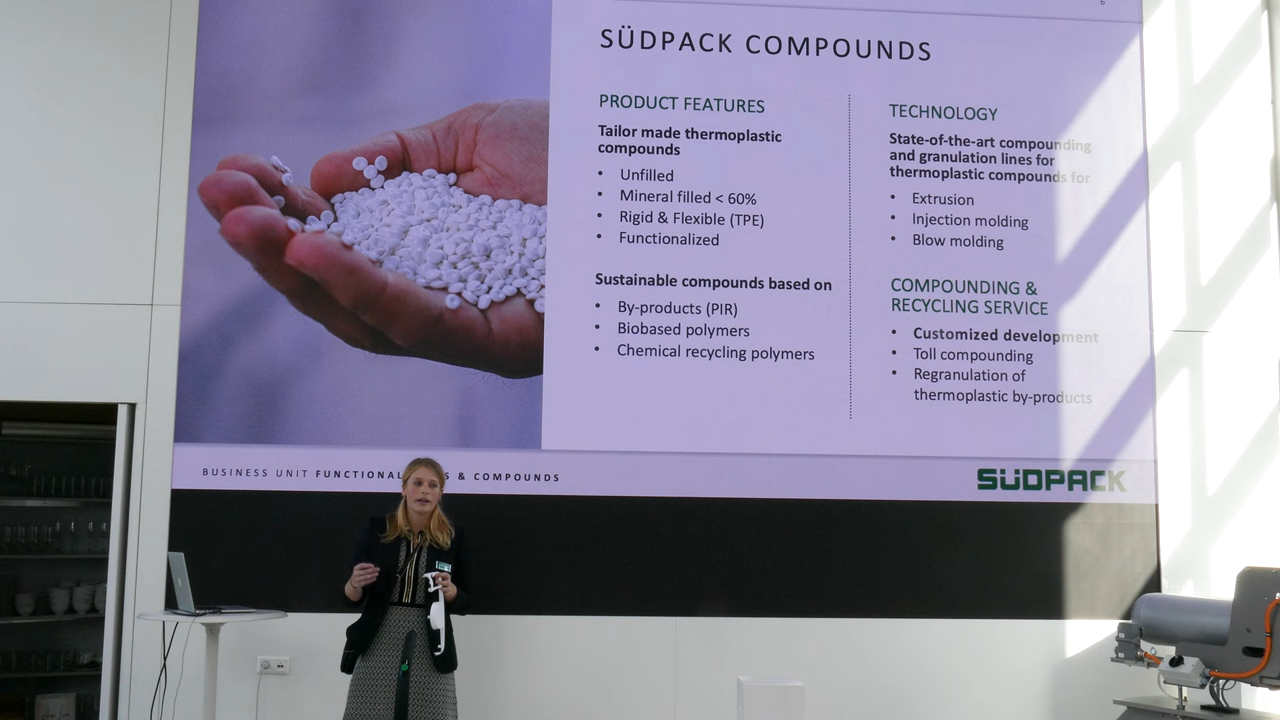 6
SÜDPACK COMPOUNDS
PRODUCT FEATURES
Tailor made thermoplastic
compounds
• Unfilled
• Mineral filled < 60%
• Rigid & Flexible (TPE)
• Functionalized
Sustainable compounds based on
• By-products (PIR)
• Biobased polymers
• Chemical recycling polymers
TECHNOLOGY
State-of-the-art compounding
and granulation lines for
thermoplastic compounds for
• Extrusion
• Injection molding
• Blow molding
COMPOUNDING &
RECYCLING SERVICE
• Customized development
• Toll compounding
• Regranulation of
thermoplastic by-products
BUSINESS UNIT FUNCTIONAL & COMPOUNDS
SÜDPACK